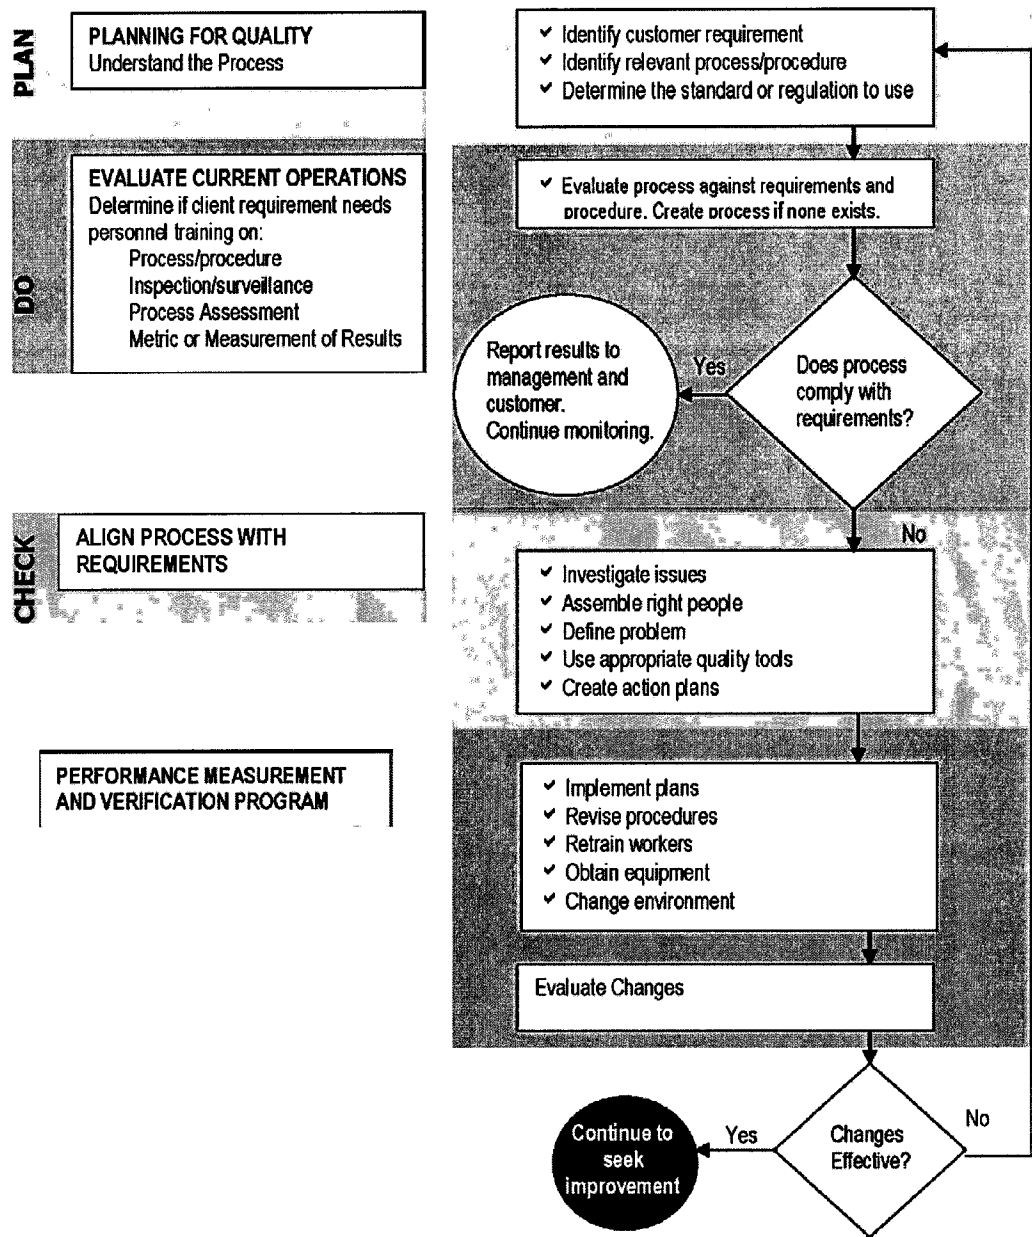 PLAN
PLANNING FOR QUALITY
Understand the Process
✓ Identify customer requirement
✓ Identify relevant process/procedure
✓ Determine the standard or regulation to use
DO
EVALUATE CURRENT OPERATIONS
Determine if client requirement needs
personnel training on:
Process/procedure
Inspection/surveillance
Process Assessment
Metric or Measurement of Results
✓ Evaluate process against requirements and
procedure. Create process if none exists.
Does process
comply with
requirements?
Yes
Report results to
management and
customer.
Continue monitoring.
No
CHECK
ALIGN PROCESS WITH
REQUIREMENTS
✓ Investigate issues
✓ Assemble right people
✓ Define problem
✓ Use appropriate quality tools
✓ Create action plans
PERFORMANCE MEASUREMENT
AND VERIFICATION PROGRAM
✓ Implement plans
✓ Revise procedures
✓ Retrain workers
✓ Obtain equipment
✓ Change environment
Evaluate Changes
Changes
Effective?
Yes
No
Continue to
seek
improvement